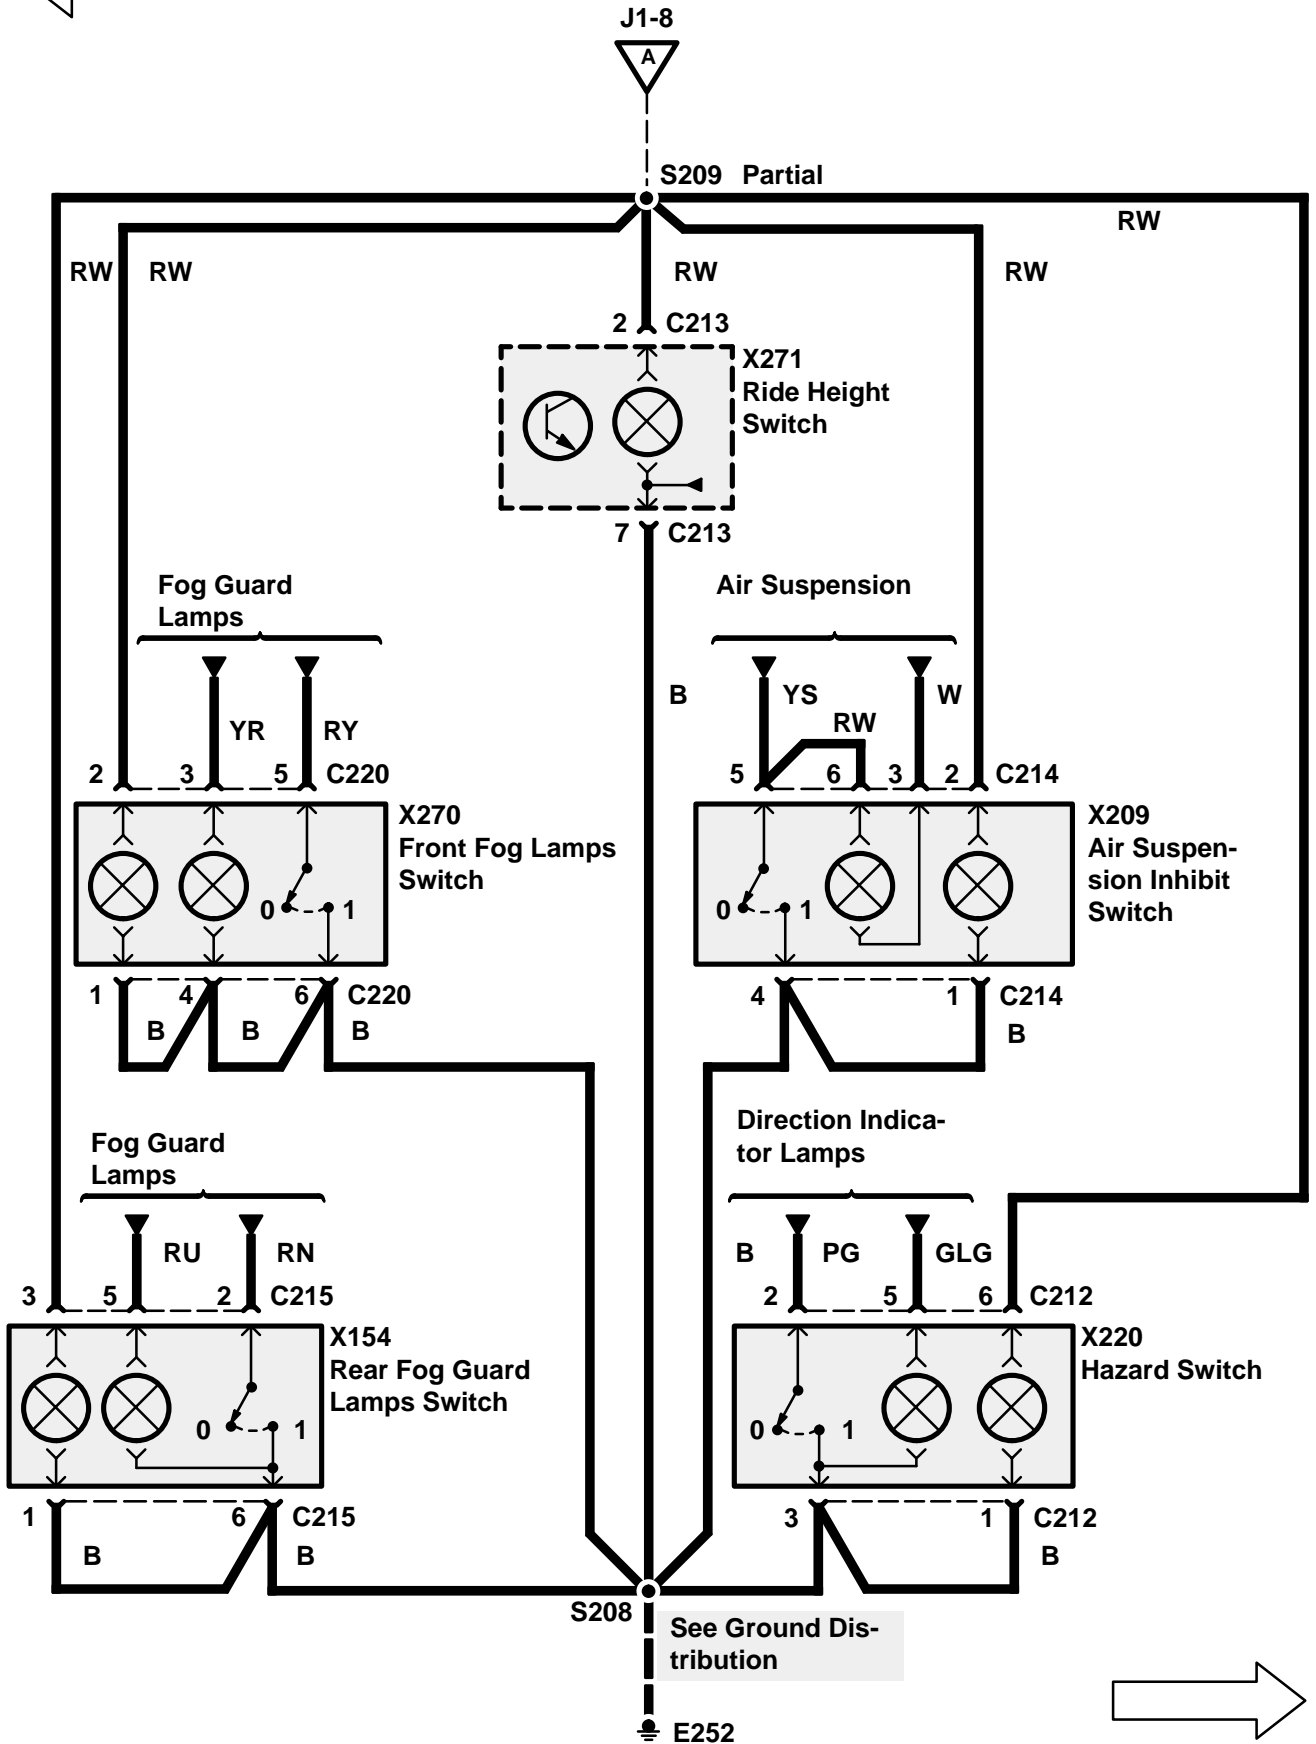 J1-8
A
S209 Partial
RW
RW RW RW RW
2 C213
X271
Ride Height
Switch
7 C213
Fog Guard
Lamps
Air Suspension
B YS W
YR RY RW
2 3 5 C220
5 6 3 2 C214
X270
Front Fog Lamps
Switch
0 1
X209
Air Suspen-
sion Inhibit
Switch
0 1
1 4 6 C220
4 1 C214
B B B B
Direction Indica-
tor Lamps
Fog Guard
Lamps
RU RN
B PG GLG
3 5 2 C215
2 5 6 C212
X154
Rear Fog Guard
Lamps Switch
0 1
X220
Hazard Switch
0 1
1 6 C215
3 1 C212
B B B
S208
See Ground Dis-
tribution
E252